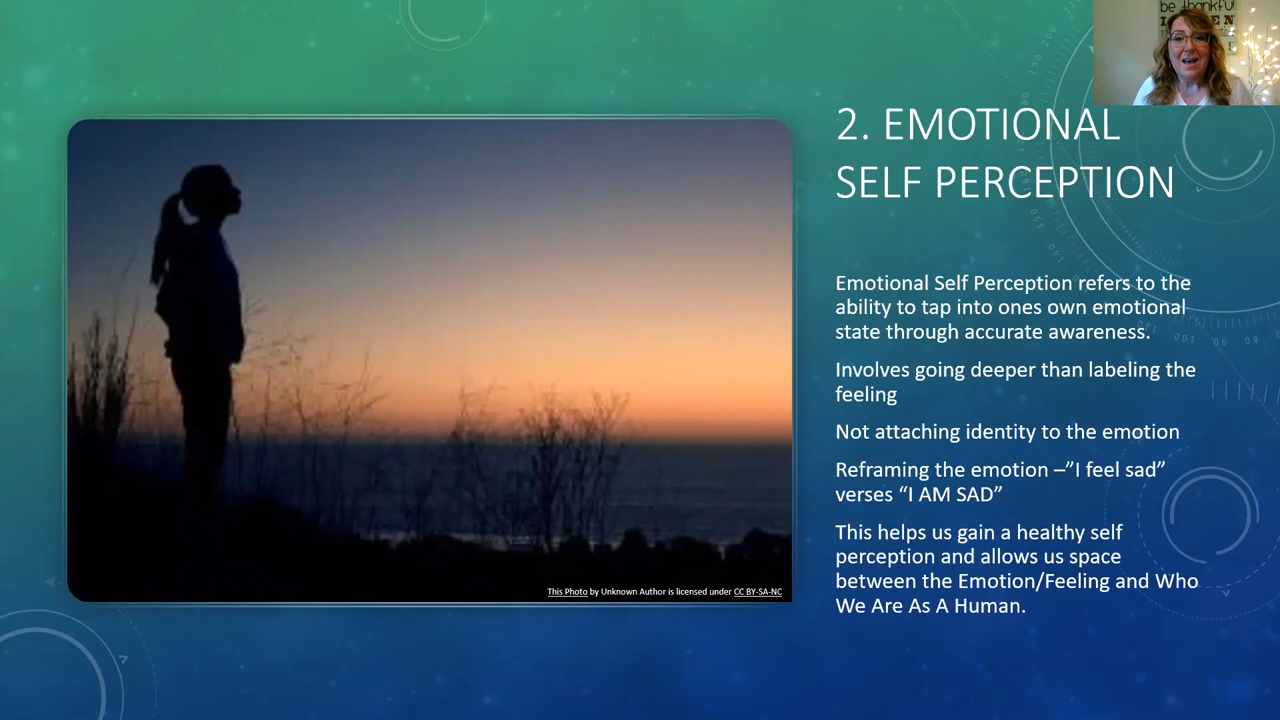 be thankful
2. EMOTIONAL
SELF PERCEPTION
Emotional Self Perception refers to the
ability to tap into ones own emotional
state through accurate awareness.
Involves going deeper than labeling the
feeling
Not attaching identity to the emotion
Reframing the emotion –”I feel sad”
verses “I AM SAD”
This helps us gain a healthy self
perception and allows us space
between the Emotion/Feeling and Who
We Are As A Human.
This Photo by Unknown Author is licensed under CC BY-SA-NC